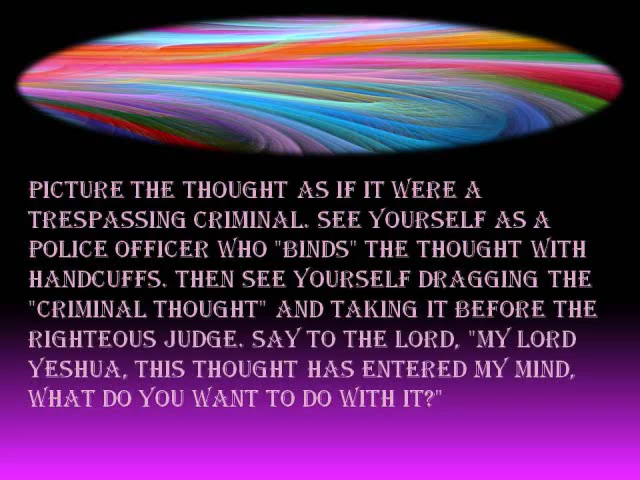 PICTURE THE THOUGHT AS IF IT WERE A
TRESPASSING CRIMINAL. SEE YOURSELF AS A
POLICE OFFICER WHO "BINDS" THE THOUGHT WITH
HANDCUFFS. THEN SEE YOURSELF DRAGGING THE
"CRIMINAL THOUGHT" AND TAKING IT BEFORE THE
RIGHTEOUS JUDGE. SAY TO THE LORD, "MY LORD
YESHUA, THIS THOUGHT HAS ENTERED MY MIND,
WHAT DO YOU WANT TO DO WITH IT?"